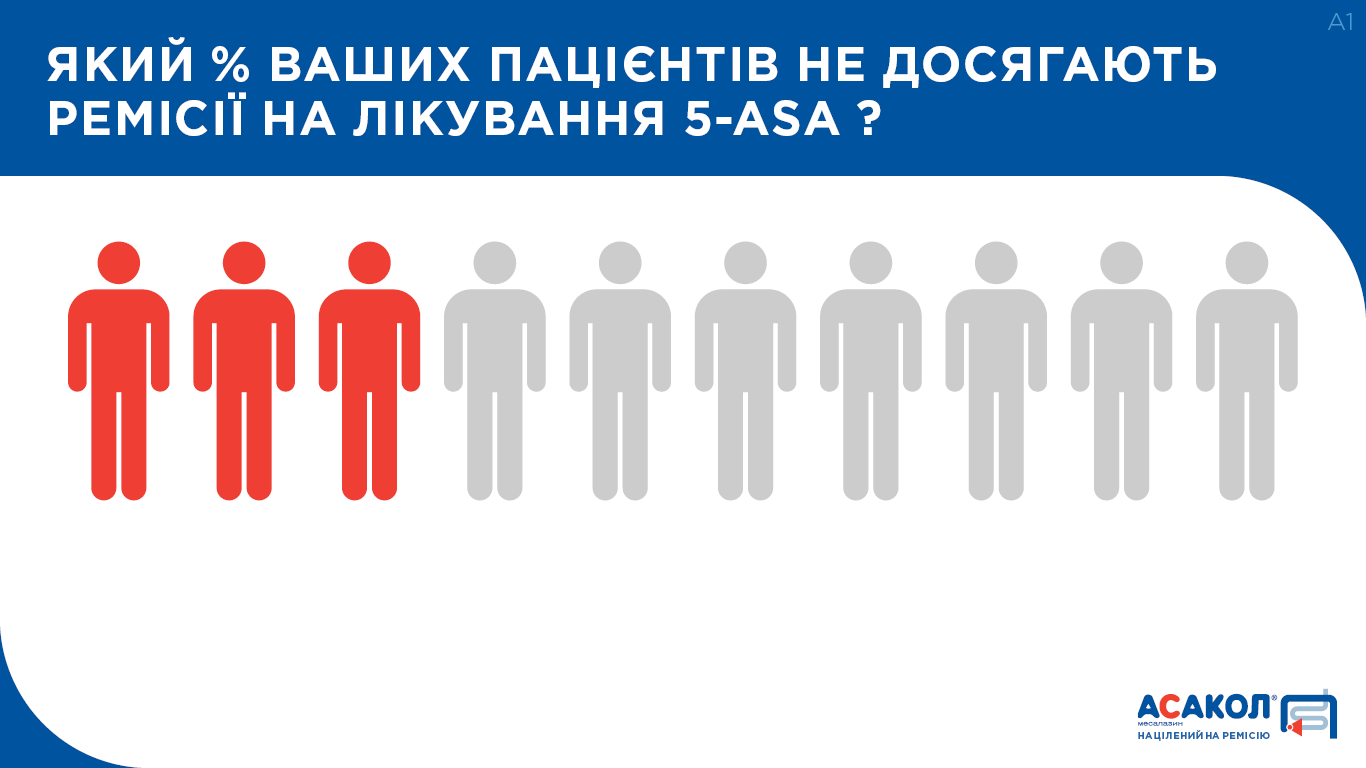 A1
ЯКИЙ % ВАШИХ ПАЦІЄНТІВ НЕ ДОСЯГАЮТЬ
РЕМІСІЇ НА ЛІКУВАННЯ 5-ASA ?
АСАКОЛ®
месалазин
НАЦІЛЕНИЙ НА РЕМІСІЮ